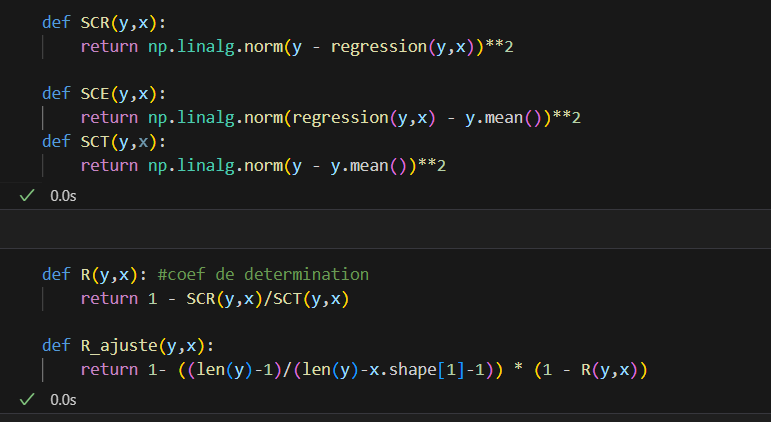 def SCR(y,x):
return np.linalg.norm(y - regression(y,x))**2
def SCE(y,x):
return np.linalg.norm(regression(y,x) - y.mean())**2
def SCT(y,x):
return np.linalg.norm(y - y.mean())**2
0.0s
def R(y,x): #coef de determination
return 1 - SCR(y,x)/SCT(y,x)
def R_ajuste(y,x):
return 1- ((len(y)-1)/(len(y)-x.shape[1]-1)) * (1 - R(y,x))
0.0s